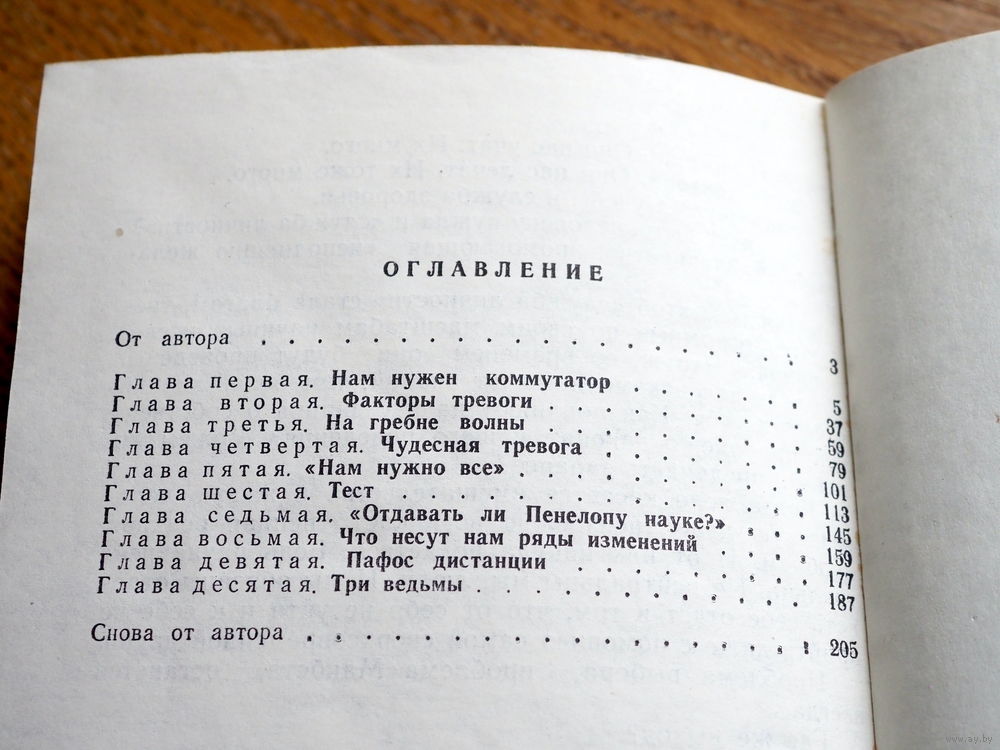 ОГЛАВЛЕНИЕ
От автора . . . . . . . . . . . . . . . . . . . . 3
Глава первая. Нам нужен коммутатор . . . . . . . 5
Глава вторая. Факторы тревоги . . . . . . . . . . 37
Глава третья. На гребне волны . . . . . . . . . . 59
Глава четвертая. Чудесная тревога . . . . . . . . 79
Глава пятая. «Нам нужно все» . . . . . . . . . . 101
Глава шестая. Тест . . . . . . . . . . . . . . . 113
Глава седьмая. «Отдавать ли Пенелопу науке?» . . . 145
Глава восьмая. Что несут нам ряды изменений . . . 159
Глава девятая. Пафос дистанции . . . . . . . . . 177
Глава десятая. Три ведьмы . . . . . . . . . . . . 187
Снова от автора . . . . . . . . . . . . . . . . . 205
www.ay.by